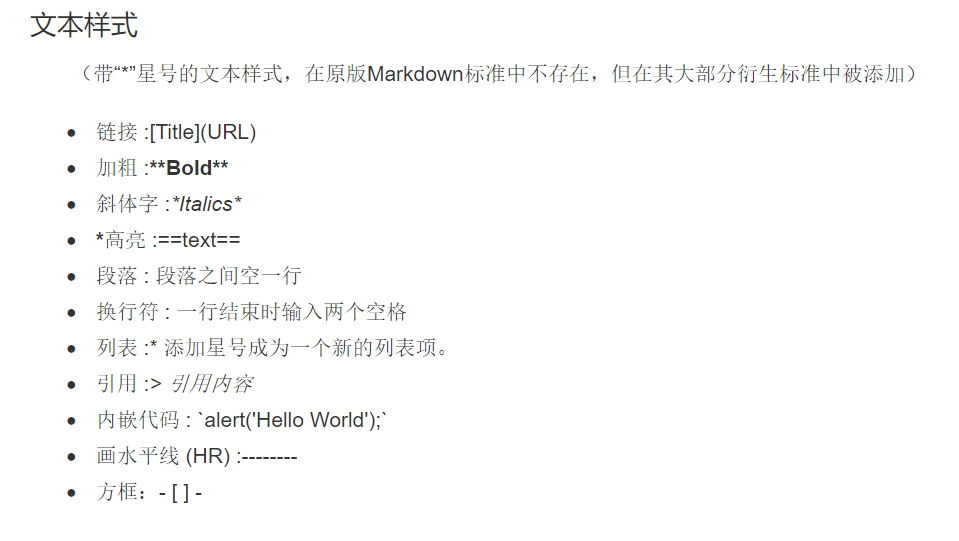 文本样式
（带“*”星号的文本样式，在原版Markdown标准中不存在，但在其大部分衍生标准中被添加）
• 链接 :[Title](URL)
• 加粗 :**Bold**
• 斜体字 :*Italics*
• *高亮 :==text==
• 段落 : 段落之间空一行
• 换行符 : 一行结束时输入两个空格
• 列表 :* 添加星号成为一个新的列表项。
• 引用 :> 引用内容
• 内嵌代码 : `alert('Hello World');`
• 画水平线 (HR) :--------
• 方框：- [ ] -